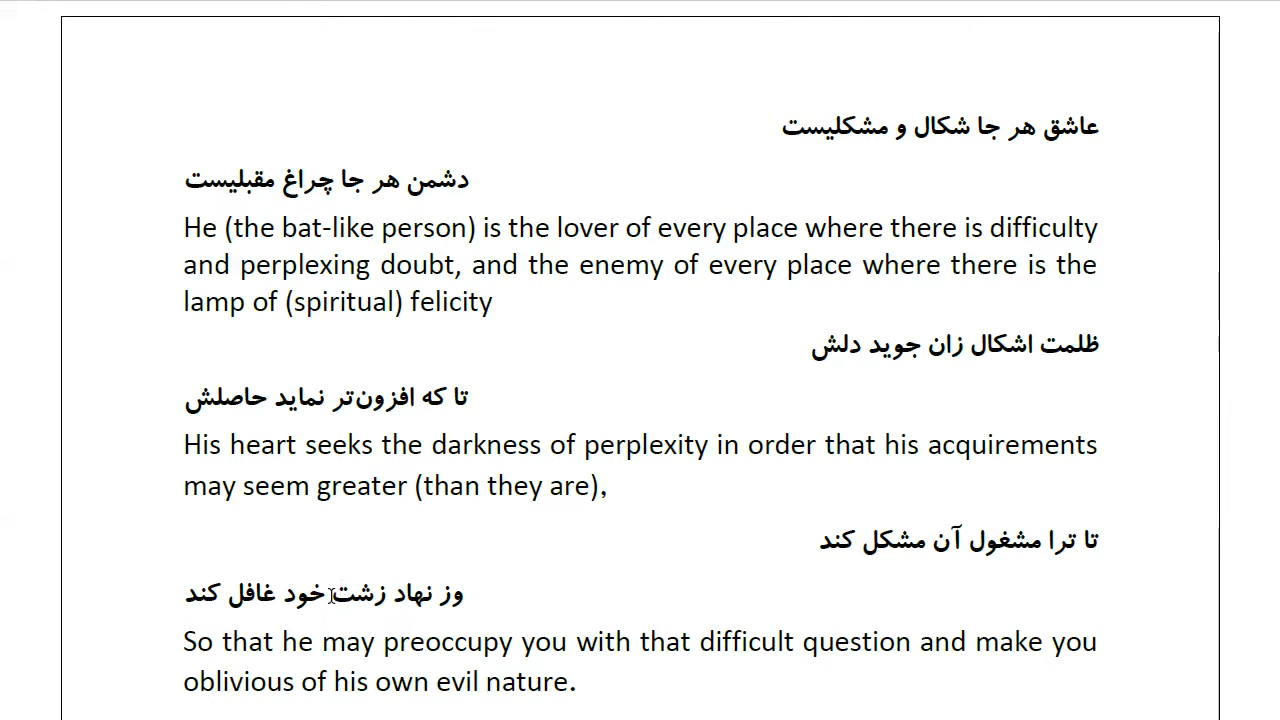 عاشق هر جا شکال و مشکلیست
دشمن هر جا چراغ مقبلیست
He (the bat-like person) is the lover of every place where there is difficulty
and perplexing doubt, and the enemy of every place where there is the
lamp of (spiritual) felicity
ظلمت اشکال زان جوید دلش
تا که افزون‌تر نماید حاصلش
His heart seeks the darkness of perplexity in order that his acquirements
may seem greater (than they are),
تا ترا مشغول آن مشکل کند
وز نهاد زشت خود غافل کند
So that he may preoccupy you with that difficult question and make you
oblivious of his own evil nature.